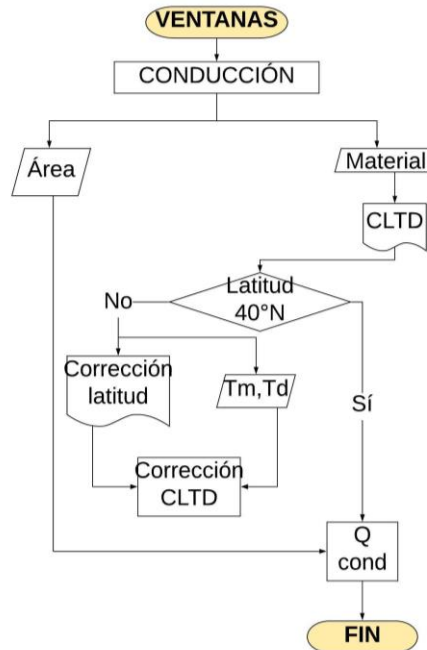 VENTANAS
CONDUCCIÓN
Área
Material
CLTD
Latitud
40°N
No
Corrección
latitud
Tm,Td
Sí
Corrección
CLTD
Q
cond
FIN